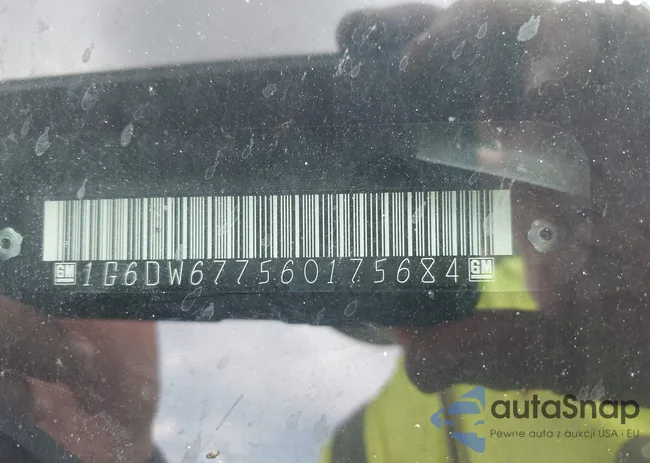 GM 1G6DW677560175684 GM
autaSnap
Pewne auta z aukcji USA i EU